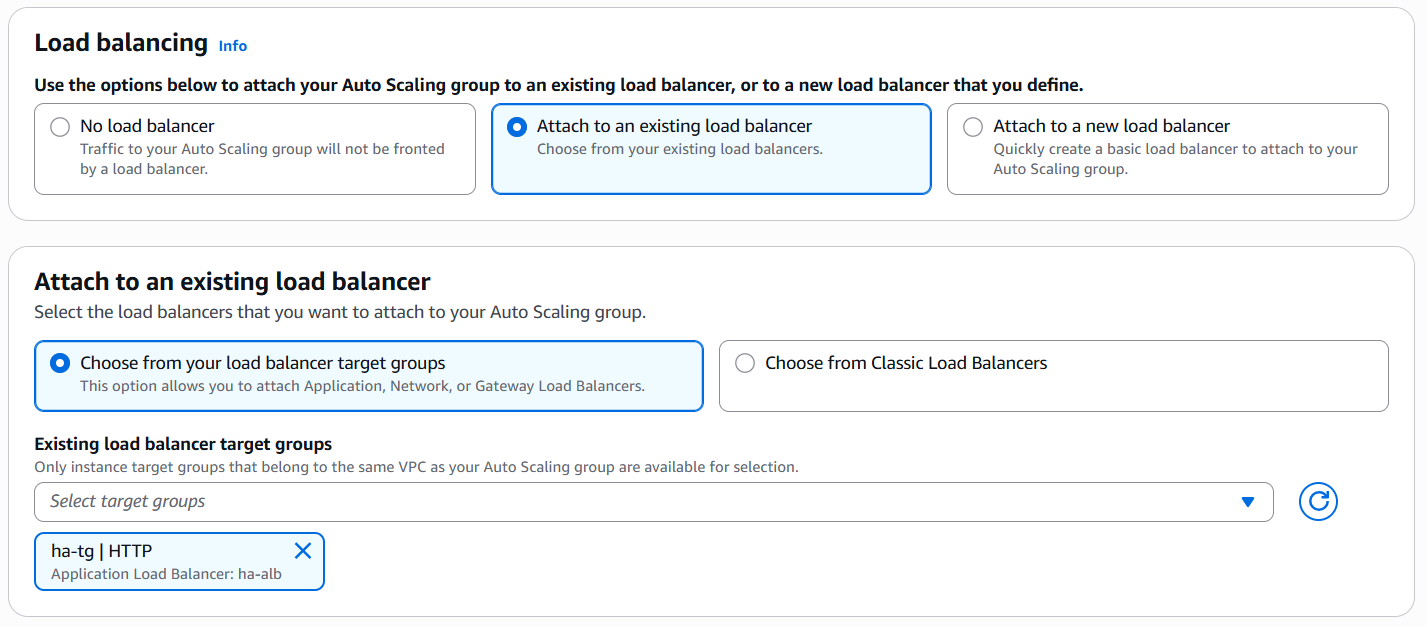 Load balancing Info
Use the options below to attach your Auto Scaling group to an existing load balancer, or to a new load balancer that you define.
No load balancer
Traffic to your Auto Scaling group will not be fronted
by a load balancer.
Attach to an existing load balancer
Choose from your existing load balancers.
Attach to a new load balancer
Quickly create a basic load balancer to attach to your
Auto Scaling group.
Attach to an existing load balancer
Select the load balancers that you want to attach to your Auto Scaling group.
Choose from your load balancer target groups
This option allows you to attach Application, Network, or Gateway Load Balancers.
Choose from Classic Load Balancers
Existing load balancer target groups
Only instance target groups that belong to the same VPC as your Auto Scaling group are available for selection.
Select target groups
ha-tg | HTTP
Application Load Balancer: ha-alb